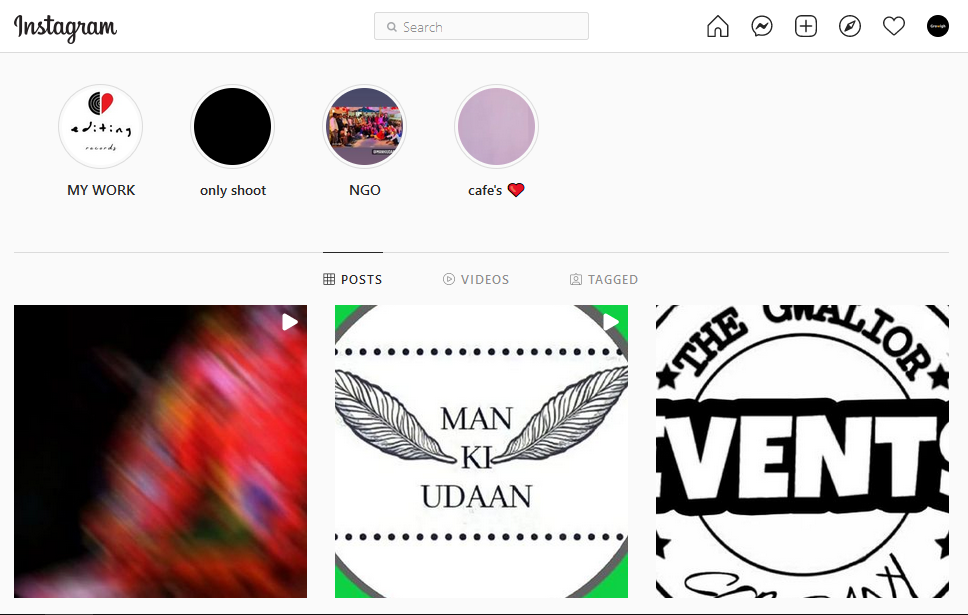 Instagram
Search
editing
records
MY WORK
only shoot
NGO
cafe's
POSTS
VIDEOS
TAGGED
MAN
KI
UDAAN
THE GWALIOR
EVENTS